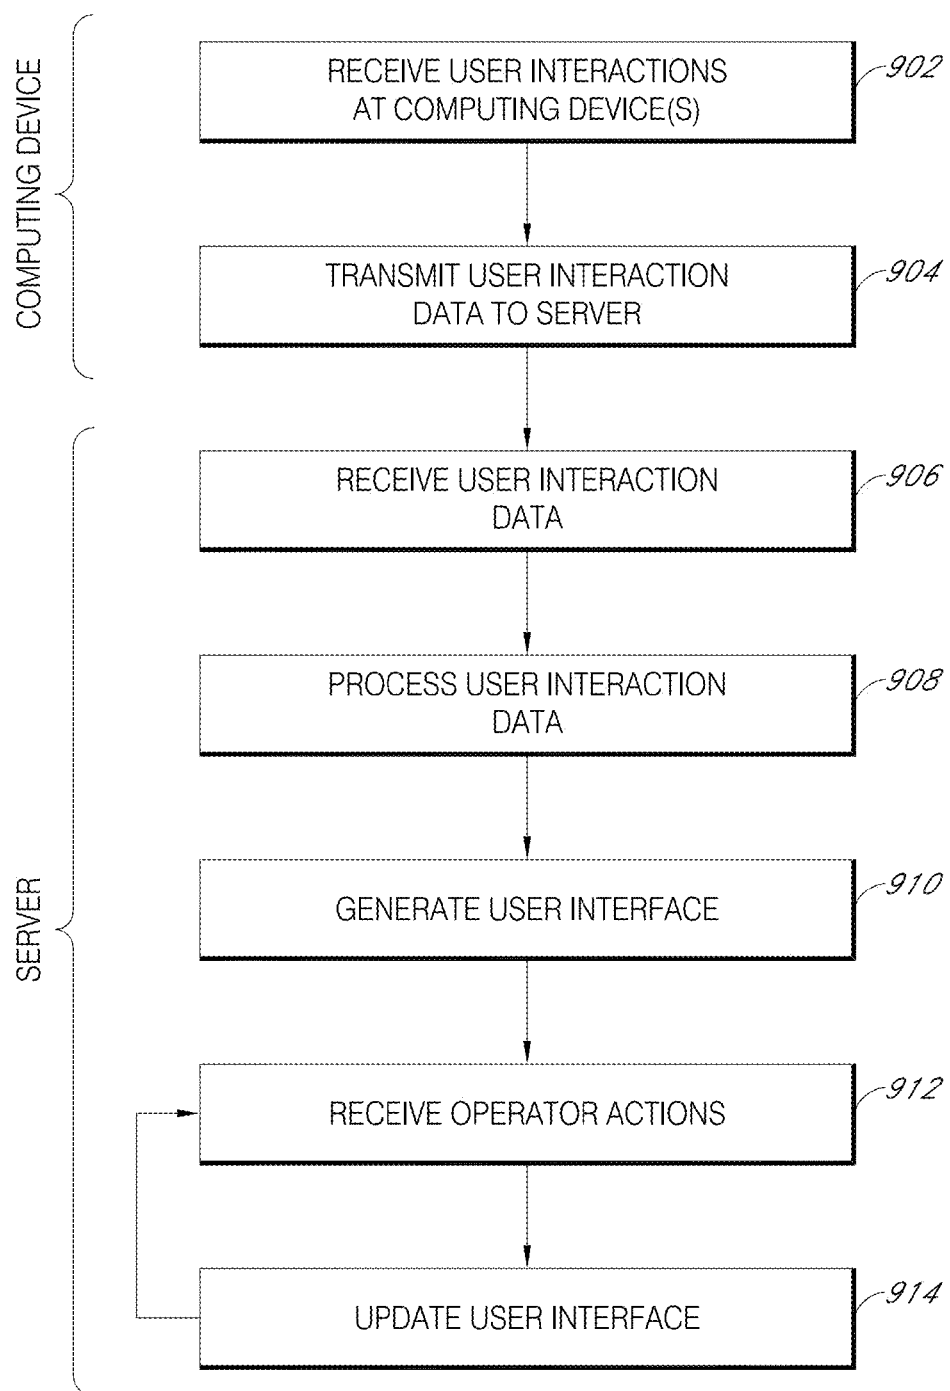 COMPUTING DEVICE
RECEIVE USER INTERACTIONS
AT COMPUTING DEVICE(S)
902
TRANSMIT USER INTERACTION
DATA TO SERVER
904
SERVER
RECEIVE USER INTERACTION
DATA
906
PROCESS USER INTERACTION
DATA
908
GENERATE USER INTERFACE
910
RECEIVE OPERATOR ACTIONS
912
UPDATE USER INTERFACE
914